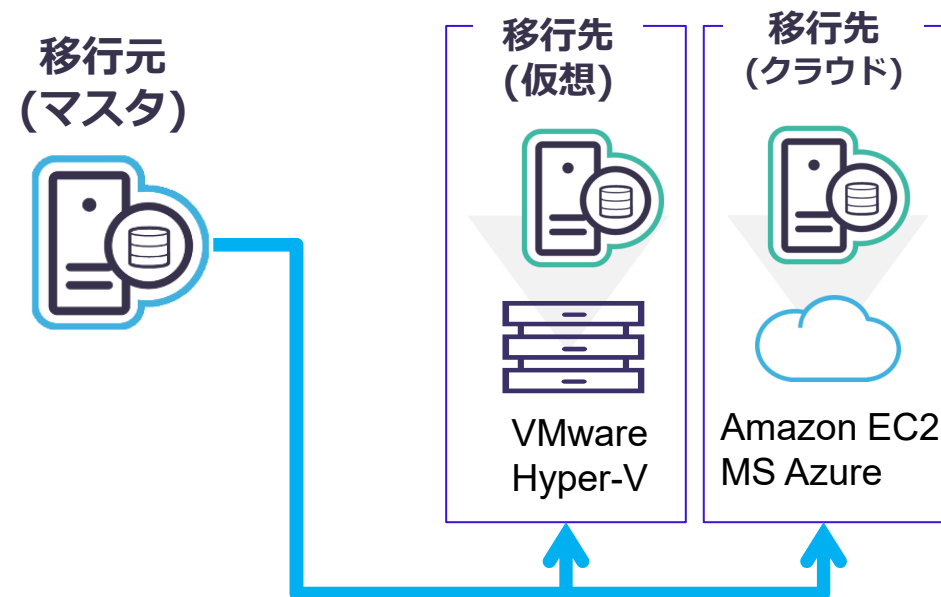 移行元
(マスタ)
移行先
(仮想)
VMware
Hyper-V
移行先
(クラウド)
Amazon EC2
MS Azure